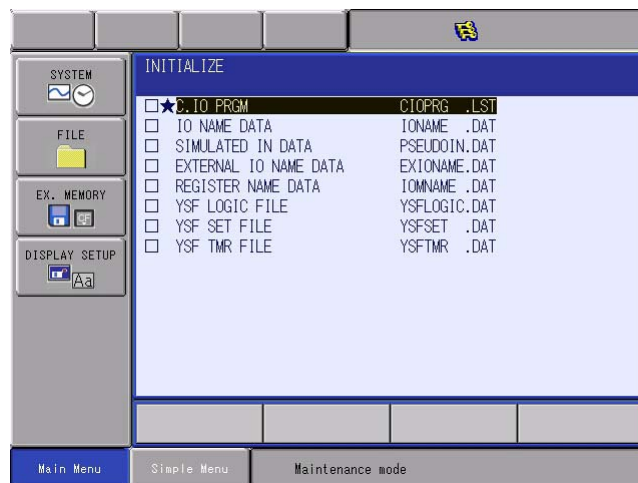 SYSTEM
FILE
EX. MEMORY
CF
DISPLAY SETUP
Aa
INITIALIZE
★C.IO PRGM CIOPRG .LST
IO NAME DATA IONAME .DAT
SIMULATED IN DATA PSEUDOIN.DAT
EXTERNAL IO NAME DATA EXIONAME.DAT
REGISTER NAME DATA IOMNAME .DAT
YSF LOGIC FILE YSFLOGIC.DAT
YSF SET FILE YSFSET .DAT
YSF TMR FILE YSFTMR .DAT
Main Menu Simple Menu Maintenance mode